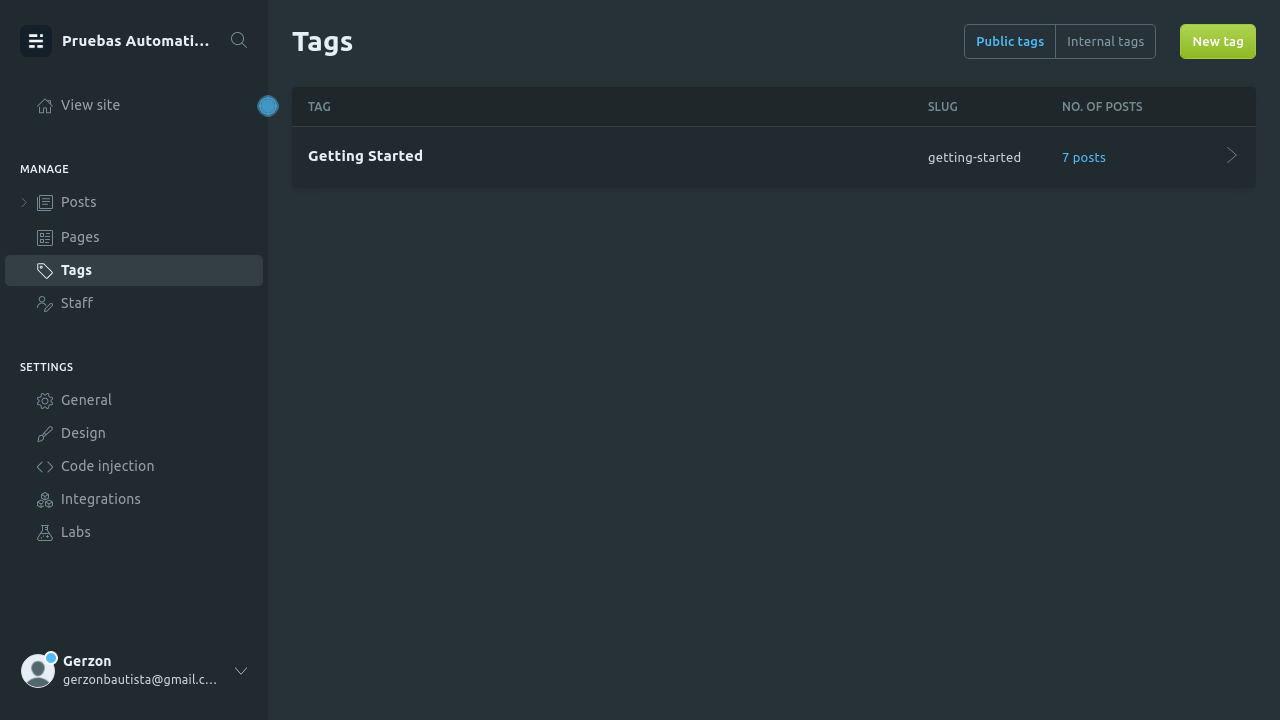 Pruebas Automati...
View site
MANAGE
Posts
Pages
Tags
Staff
SETTINGS
General
Design
Code injection
Integrations
Labs
Gerzon
gerzonbautista@gmail.c...
Tags
Public tags
Internal tags
New tag
TAG SLUG NO. OF POSTS
Getting Started getting-started 7 posts